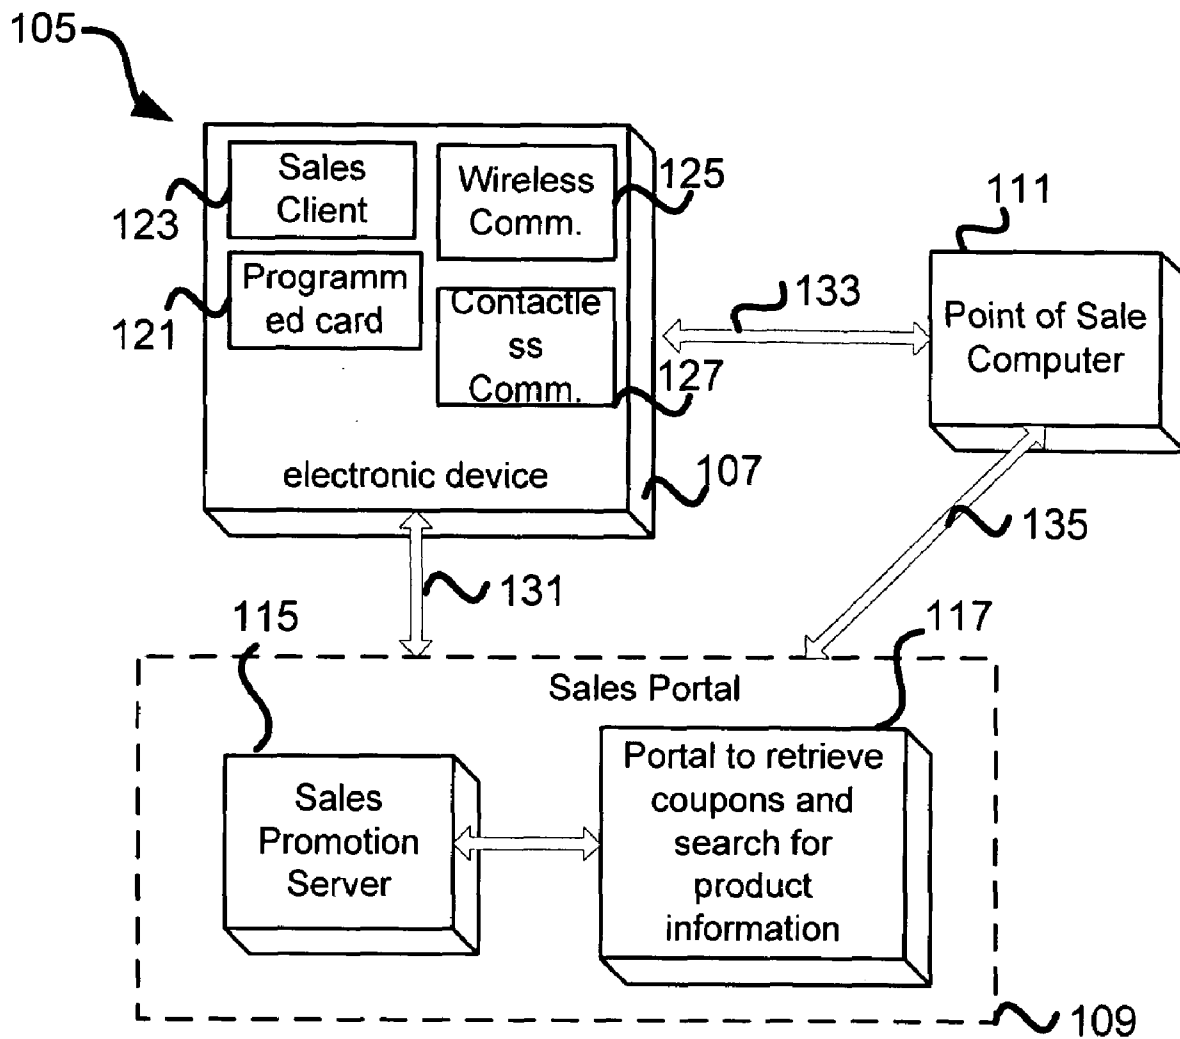 105
Sales
Client
Wireless
Comm.
125
123
111
Programm
ed card
121
Contactle
ss
Comm.
127
133
Point of Sale
Computer
electronic device
107
135
131
115
117
Sales Portal
Sales
Promotion
Server
Portal to retrieve
coupons and
search for
product
information
109